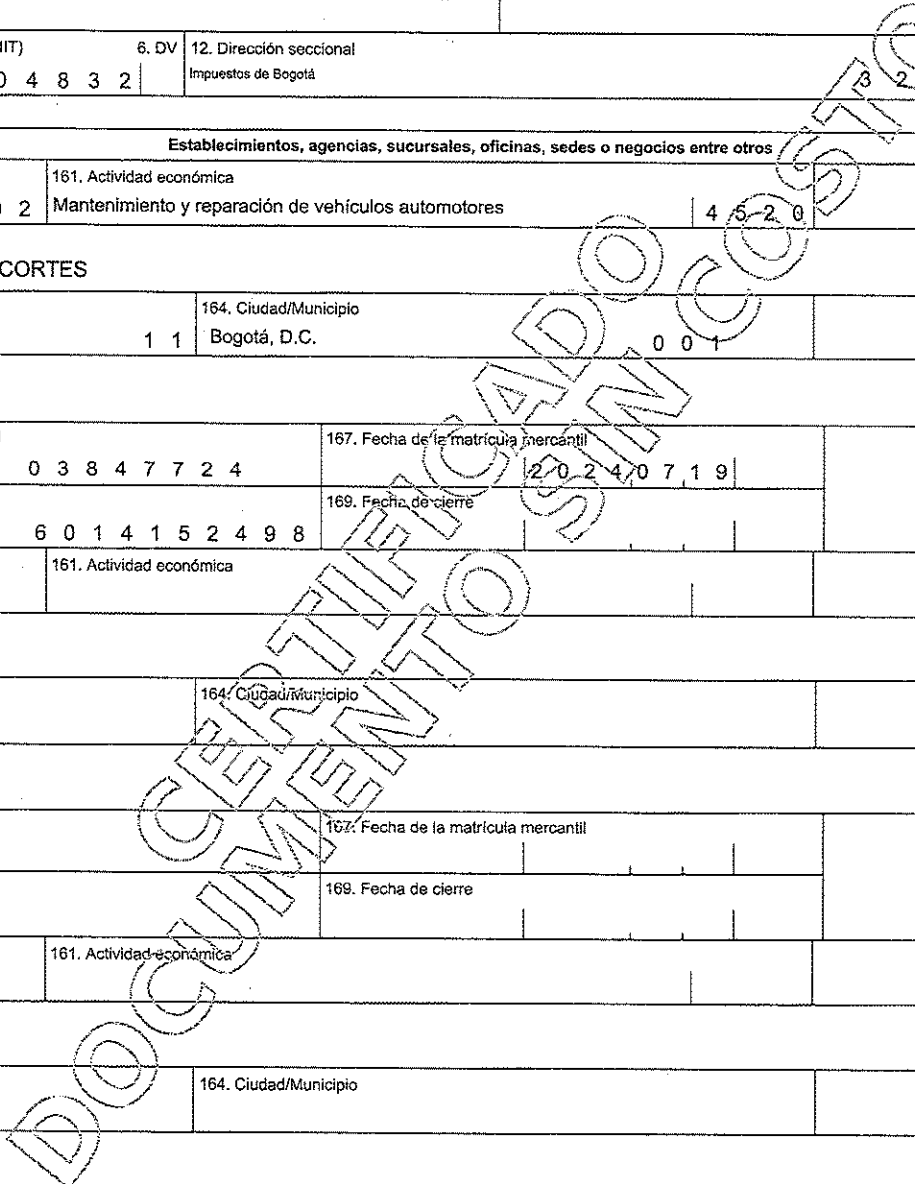 IIT) 6. DV 12. Dirección seccional
0 4 8 3 2 Impuestos de Bogotá 3 2
Establecimientos, agencias, sucursales, oficinas, sedes o negocios entre otros
161. Actividad económica
2 Mantenimiento y reparación de vehículos automotores 4 5 2 0
CORTES
164. Ciudad/Municipio
1 1 Bogotá, D.C. 0 0 1
167. Fecha de la matrícula mercantil
0 3 8 4 7 7 2 4 2 0 2 4 0 7 1 9
169. Fecha de cierre
6 0 1 4 1 5 2 4 9 8
161. Actividad económica
164. Ciudad/Municipio
167. Fecha de la matrícula mercantil
169. Fecha de cierre
161. Actividad económica
164. Ciudad/Municipio
CERTIFICADO
DOCUMENTO SIN COSTO